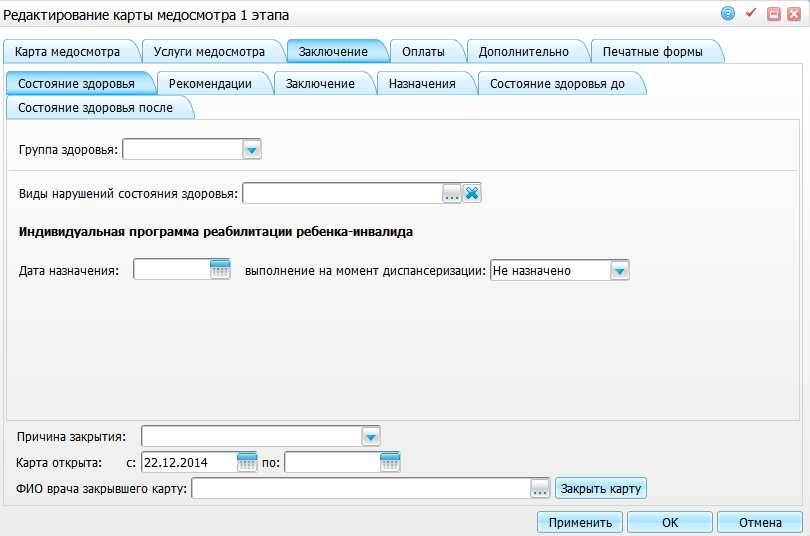 Редактирование карты медосмотра 1 этапа
Карта медосмотра Услуги медосмотра Заключение Оплаты Дополнительно Печатные формы
Состояние здоровья Рекомендации Заключение Назначения Состояние здоровья до
Состояние здоровья после
Группа здоровья:
Виды нарушений состояния здоровья: ...
Индивидуальная программа реабилитации ребенка-инвалида
Дата назначения: выполнение на момент диспансеризации: Не назначено
Причина закрытия:
Карта открыта: с: 22.12.2014 по:
ФИО врача закрывшего карту: ... Закрыть карту
Применить OK Отмена